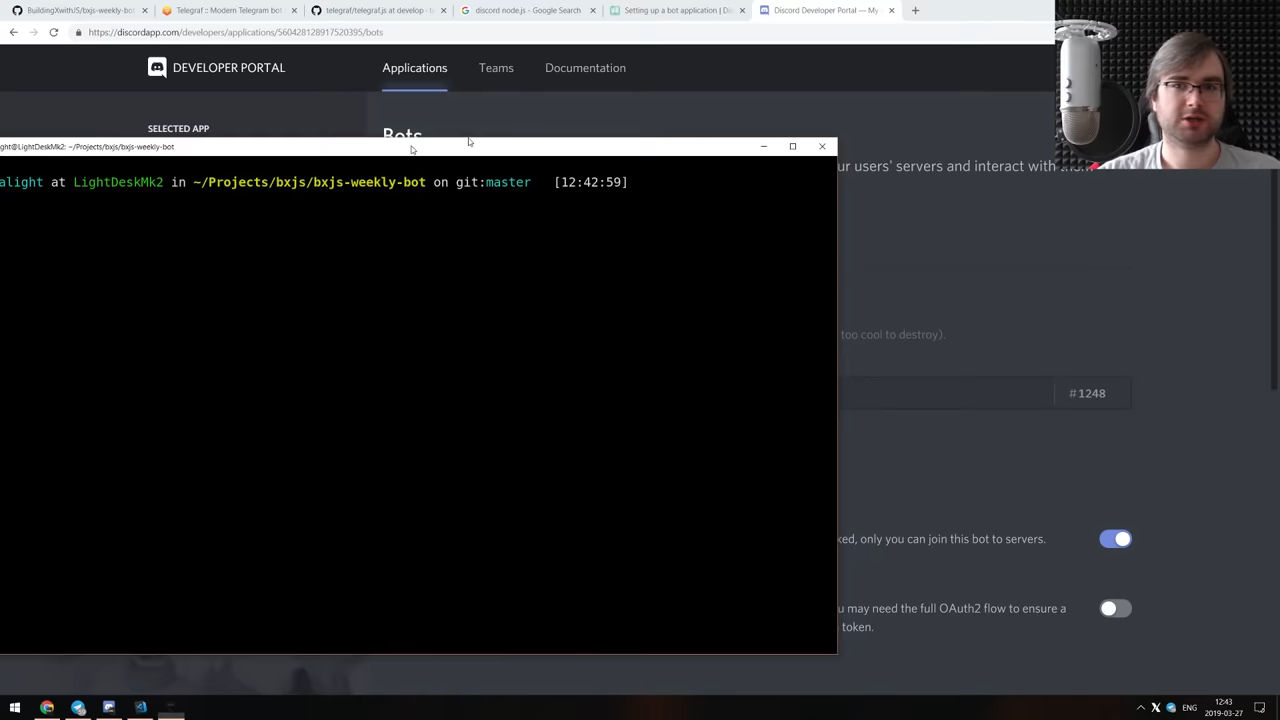 BuildingXwithJS/bxjs-weekly-bot
Telegraf :: Modern Telegram bot
telegraf/telegraf.js at develop · te
discord node.js - Google Search
Setting up a bot application | Di
Discord Developer Portal — My
https://discordapp.com/developers/applications/560428128917520395/bots
DEVELOPER PORTAL
Applications
Teams
Documentation
SELECTED APP
Bots
ght@LightDeskMk2: ~/Projects/bxjs/bxjs-weekly-bot
ur users' servers and interact with them
alight at LightDeskMk2 in ~/Projects/bxjs/bxjs-weekly-bot on git:master [12:42:59]
too cool to destroy).
#1248
ked, only you can join this bot to servers.
u may need the full OAuth2 flow to ensure a
token.
ENG
12:43
2019-03-27